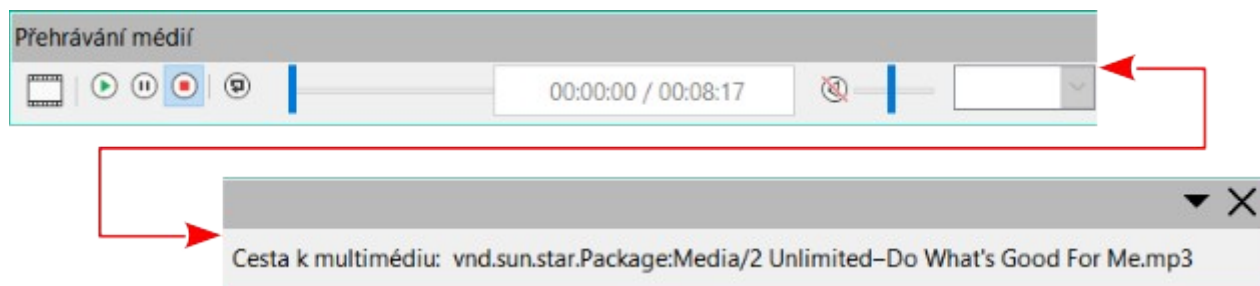 Přehrávání médií
00:00:00 / 00:08:17
Cesta k multimédiu: vnd.sun.star.Package:Media/2 Unlimited–Do What's Good For Me.mp3